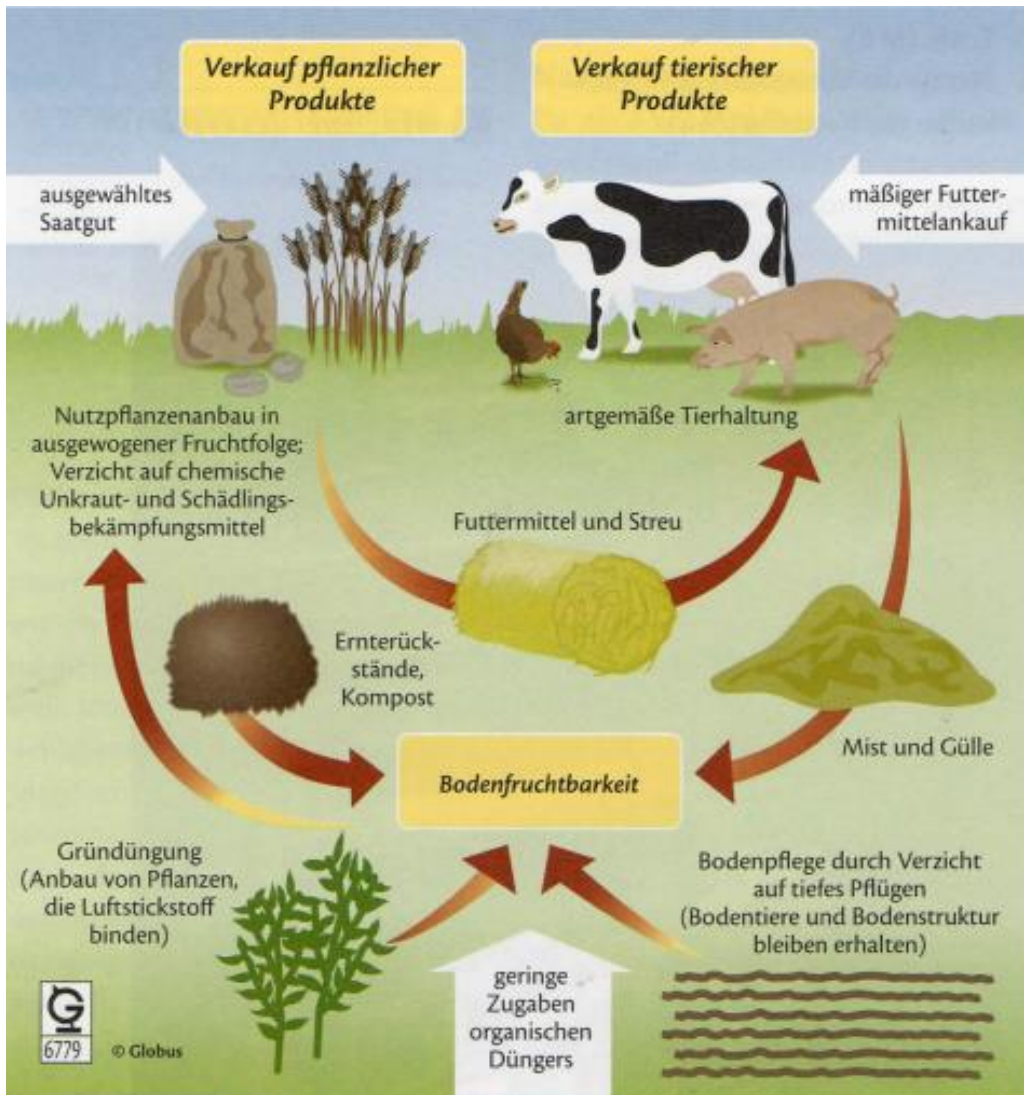 Verkauf pflanzlicher
Produkte
Verkauf tierischer
Produkte
ausgewähltes
Saatgut
mäßiger Futter-
mittelankauf
Nutzpflanzenanbau in
ausgewogener Fruchtfolge;
Verzicht auf chemische
Unkraut- und Schädlings-
bekämpfungsmittel
artgemäße Tierhaltung
Futtermittel und Streu
Ernterück-
stände,
Kompost
Mist und Gülle
Bodenfruchtbarkeit
Gründüngung
(Anbau von Pflanzen,
die Luftstickstoff
binden)
Bodenpflege durch Verzicht
auf tiefes Pflügen
(Bodentiere und Bodenstruktur
bleiben erhalten)
geringe
Zugaben
organischen
Düngers
G
6779
© Globus